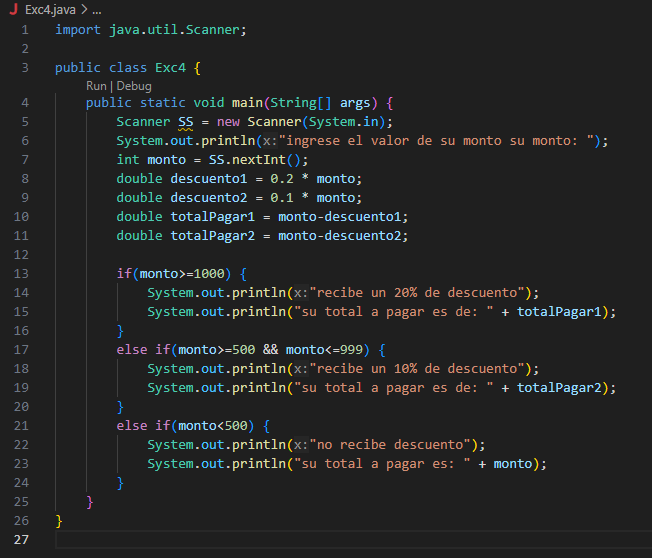 J Exc4.java > ...
1 import java.util.Scanner;
2
3 public class Exc4 {
Run | Debug
4 public static void main(String[] args) {
5 Scanner SS = new Scanner(System.in);
6 System.out.println(x:"ingrese el valor de su monto su monto: ");
7 int monto = SS.nextInt();
8 double descuento1 = 0.2 * monto;
9 double descuento2 = 0.1 * monto;
10 double totalPagar1 = monto-descuento1;
11 double totalPagar2 = monto-descuento2;
12
13 if(monto>=1000) {
14 System.out.println(x:"recibe un 20% de descuento");
15 System.out.println("su total a pagar es de: " + totalPagar1);
16 }
17 else if(monto>=500 && monto<=999) {
18 System.out.println(x:"recibe un 10% de descuento");
19 System.out.println("su total a pagar es de: " + totalPagar2);
20 }
21 else if(monto<500) {
22 System.out.println(x:"no recibe descuento");
23 System.out.println("su total a pagar es: " + monto);
24 }
25 }
26 }
27